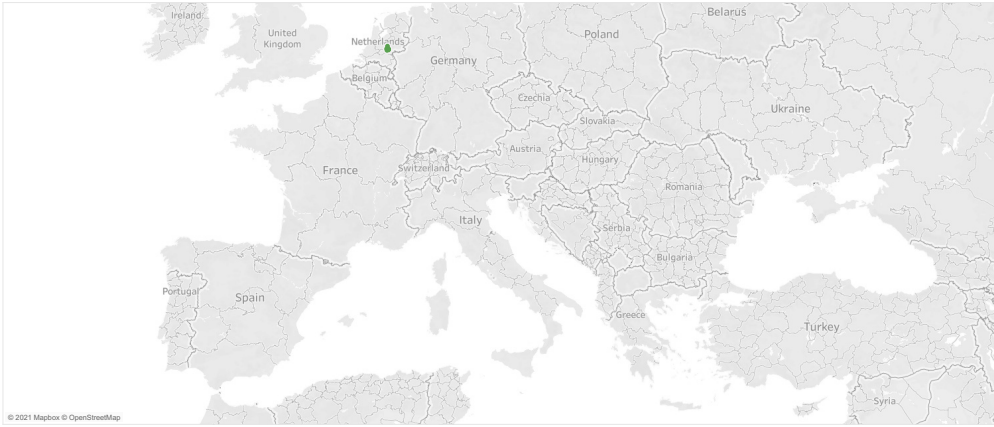 Ireland
United
Kingdom
Netherlands
Belgium
Germany
Poland
Belarus
Czechia
Slovakia
Ukraine
Austria
Hungary
Switzerland
France
Romania
Italy
Serbia
Bulgaria
Portugal
Spain
Greece
Turkey
Syria
© 2021 Mapbox © OpenStreetMap